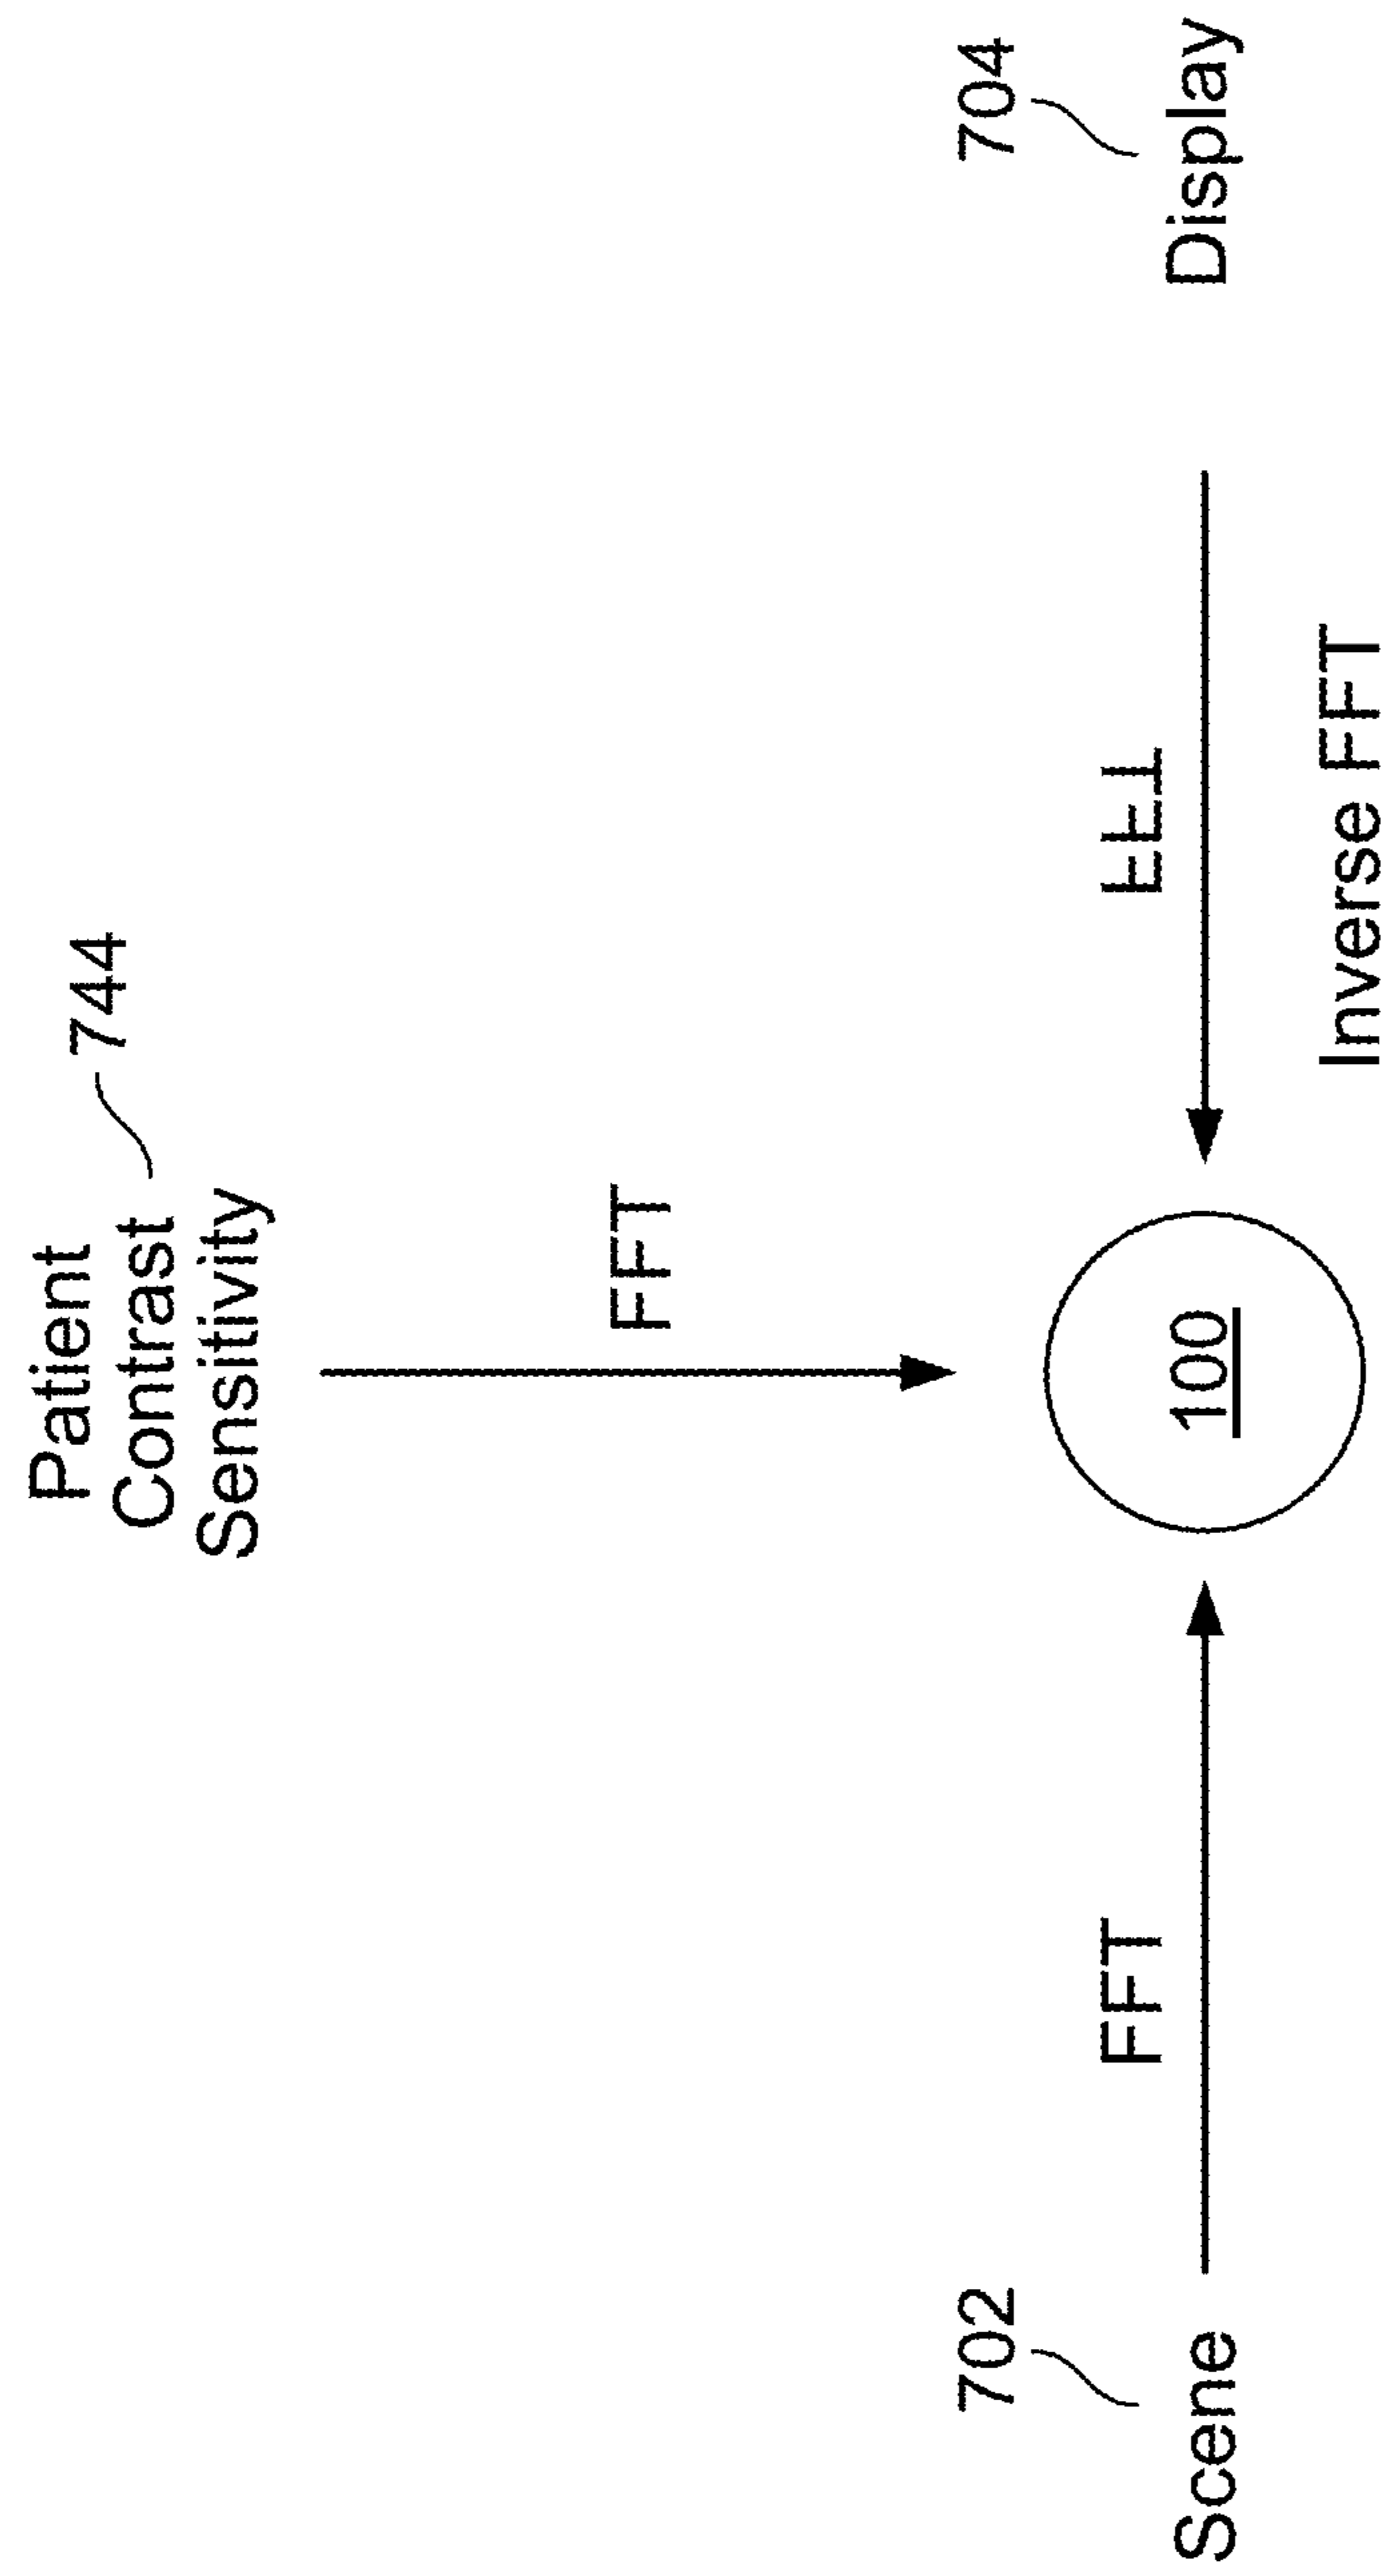 Patient
Contrast
Sensitivity
744
FFT
702
704
FFT
FFT
Scene
100
Display
Inverse FFT